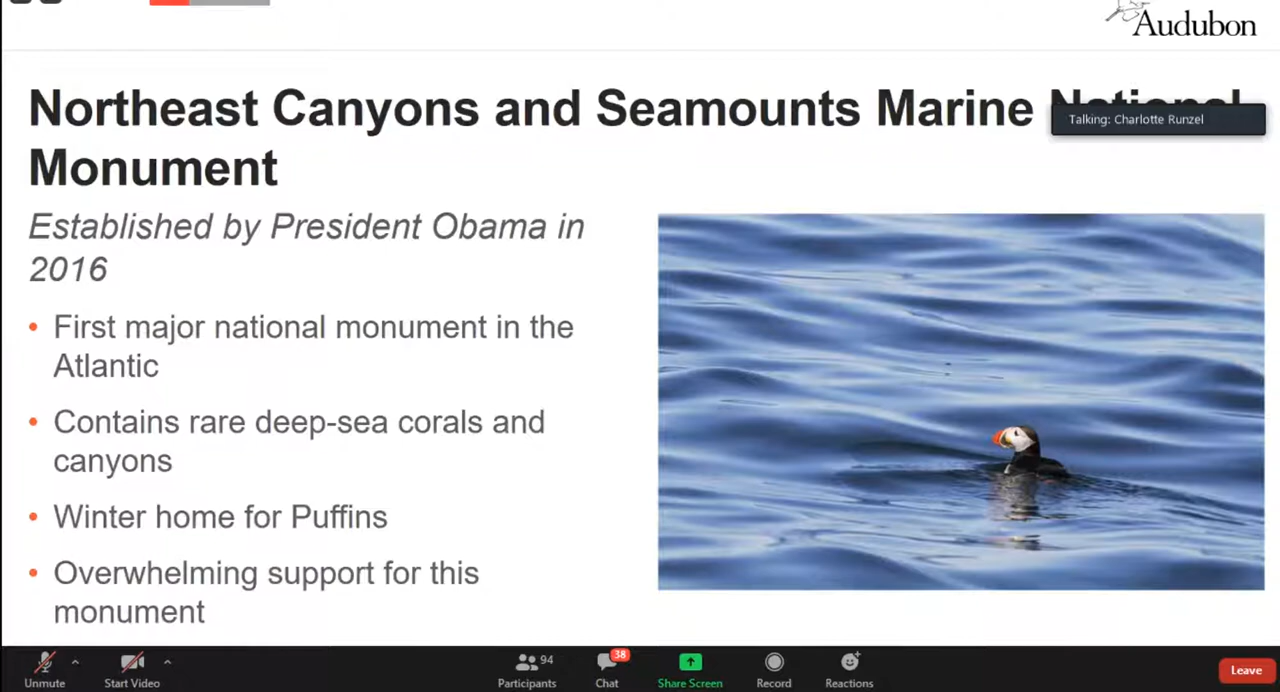 Audubon
Northeast Canyons and Seamounts Marine National
Talking: Charlotte Runzel
Monument
Established by President Obama in
2016
• First major national monument in the
Atlantic
• Contains rare deep-sea corals and
canyons
• Winter home for Puffins
• Overwhelming support for this
monument
94
38
Unmute
Start Video
Participants
Chat
Share Screen
Record
Reactions
Leave